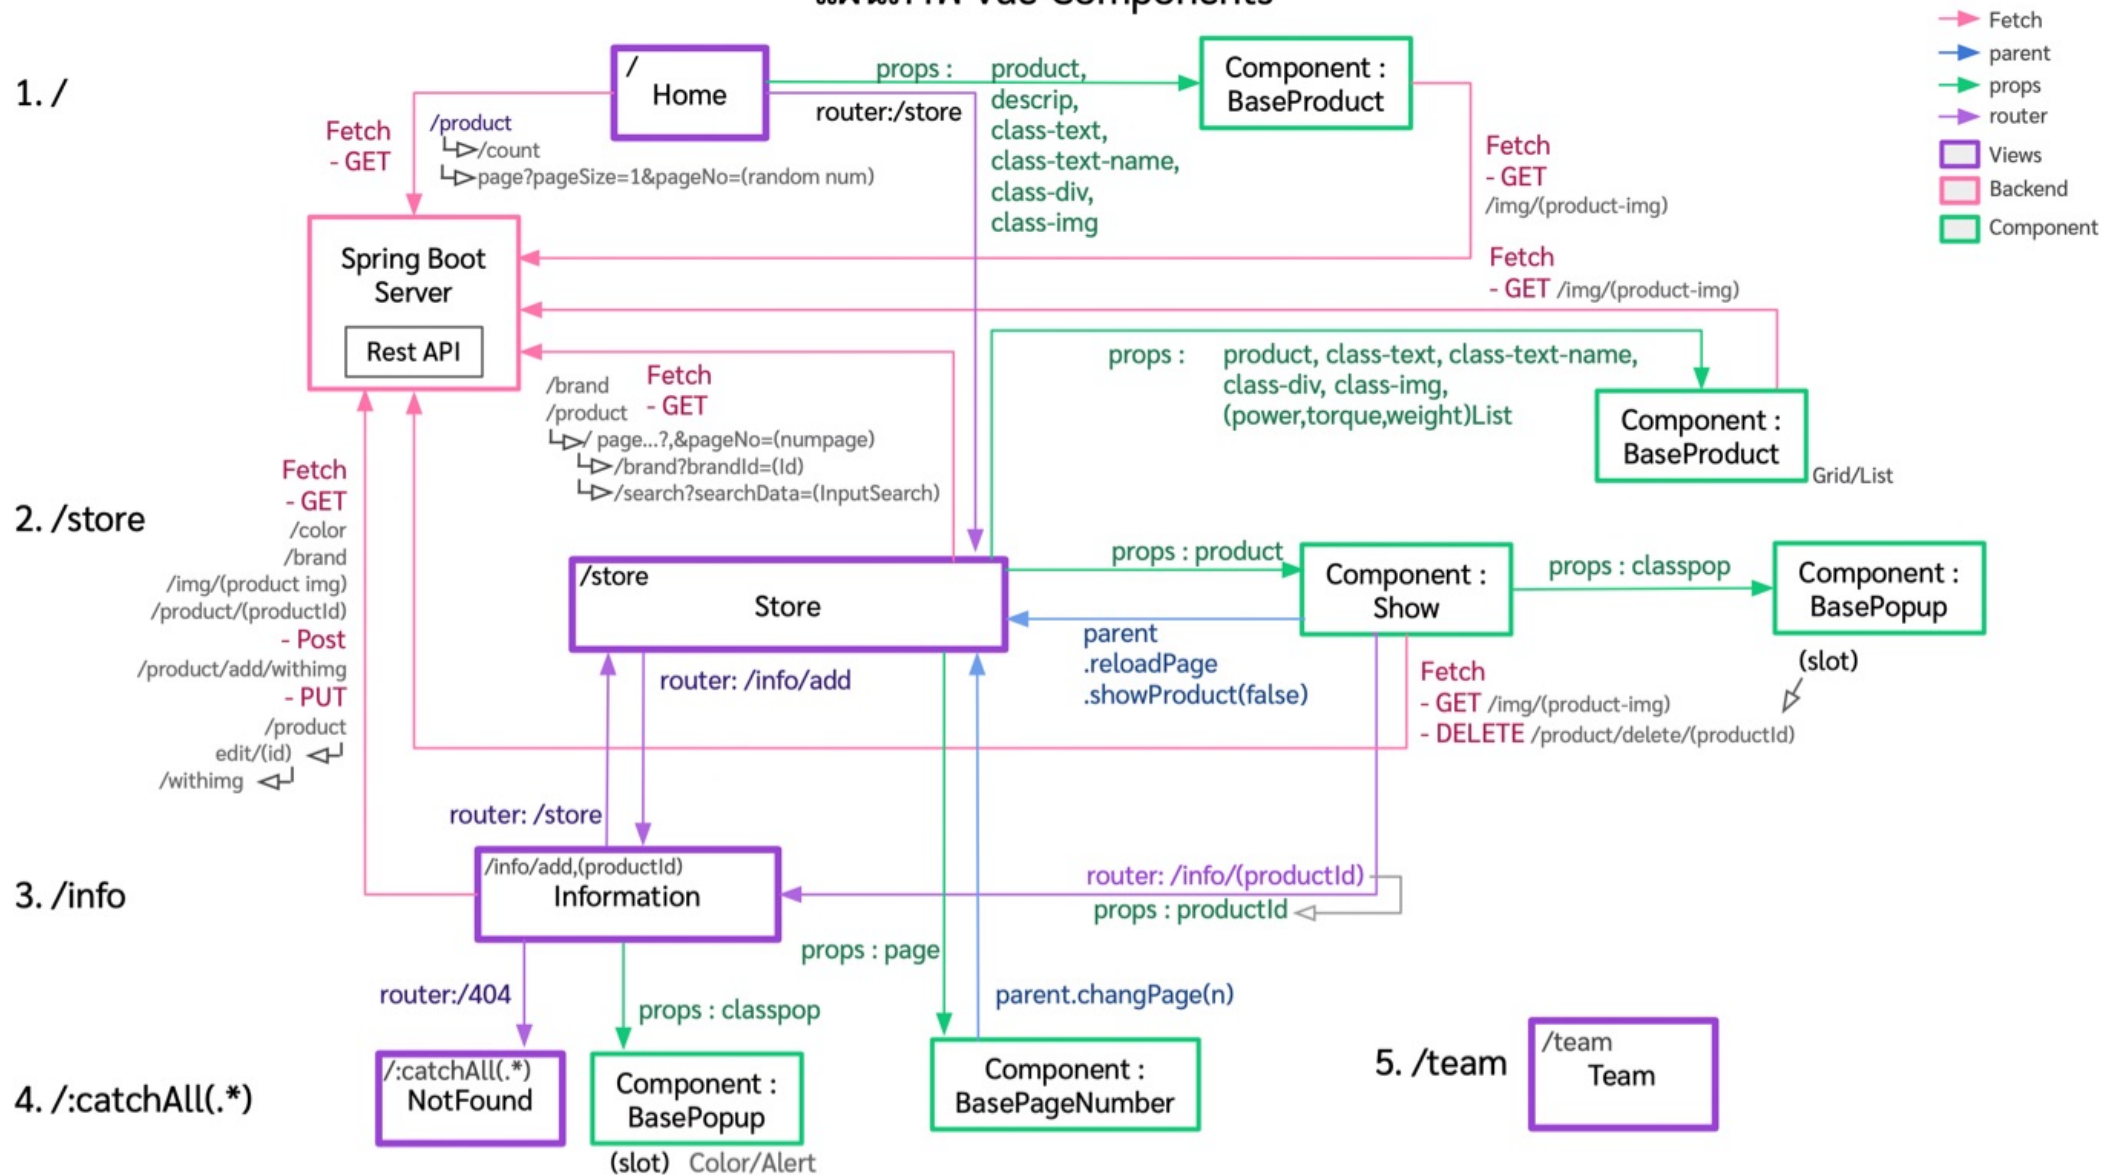 Vue Components
Fetch
parent
props
router
Views
Backend
Component
1. /
/
Home
props :
product,
descrip,
class-text,
class-text-name,
class-div,
class-img
router:/store
Component :
BaseProduct
Fetch
- GET
/product
/count
page?pageSize=1&pageNo=(random num)
Fetch
- GET
/img/(product-img)
Spring Boot
Server
Rest API
Fetch
- GET /img/(product-img)
props :
product, class-text, class-text-name,
class-div, class-img,
(power,torque,weight)List
Component :
BaseProduct
Grid/List
/brand
/product
Fetch
- GET
/ page...?,&pageNo=(numpage)
/brand?brandId=(Id)
/search?searchData=(InputSearch)
2. /store
Fetch
- GET
/color
/brand
/img/(product img)
/product/(productId)
- Post
/product/add/withimg
- PUT
/product
edit/(id)
/withimg
/store
Store
props : product
Component :
Show
props : classpop
Component :
BasePopup
(slot)
parent
.reloadPage
.showProduct(false)
Fetch
- GET /img/(product-img)
- DELETE /product/delete/(productId)
router: /info/add
router: /store
3. /info
/info/add,(productId)
Information
router: /info/(productId)
props : productId
props : page
parent.changPage(n)
router:/404
props : classpop
4. /:catchAll(.*)
/:catchAll(.*)
NotFound
Component :
BasePopup
(slot) Color/Alert
Component :
BasePageNumber
5. /team
/team
Team